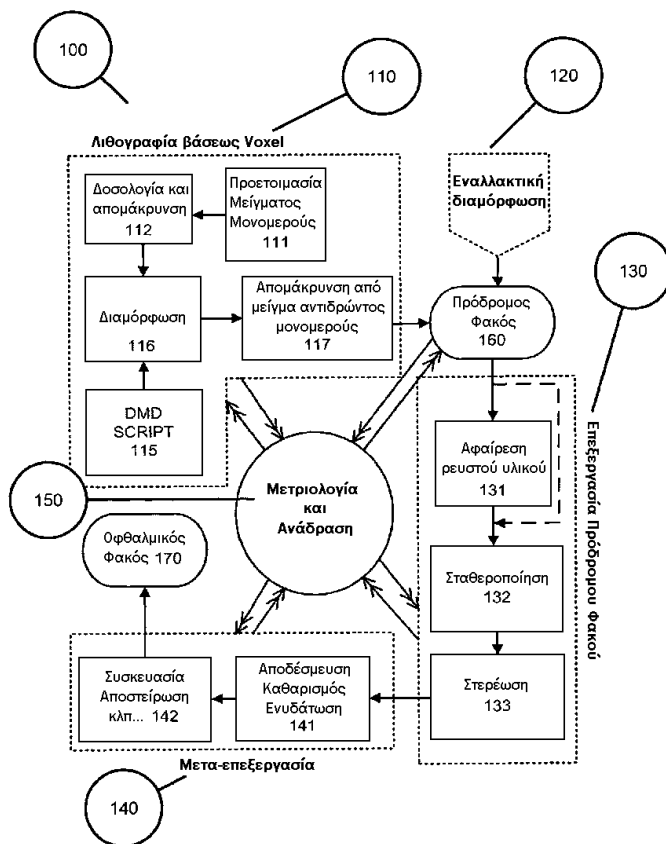 100
110
120
Λιθογραφία βάσεως Voxel
Δοσολογία και
απομάκρυνση
112
Προετοιμασία
Μείγματος
Μονομερούς
111
Εναλλακτική
διαμόρφωση
130
Διαμόρφωση
116
Απομάκρυνση από
μείγμα αντιδρώντος
μονομερούς
117
Πρόδρομος
Φακός
160
DMD
SCRIPT
115
Αφαίρεση
ρευστού υλικού
131
Επεξεργασία Πρόδρομου Φακού
150
Μετριολογία
και
Ανάδραση
Οφθαλμικός
Φακός 170
Σταθεροποίηση
132
Συσκευασία
Αποστείρωση
κλπ... 142
Αποδέσμευση
Καθαρισμός
Ενυδάτωση
141
Στερέωση
133
Μετα-επεξεργασία
140